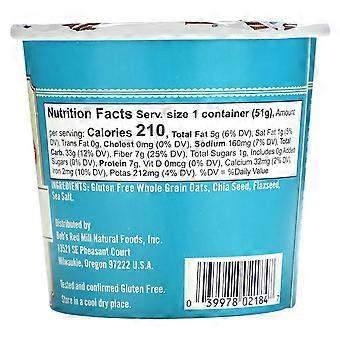 Nutrition Facts Serv. size 1 container (51g), Amount
per serving: Calories 210, Total Fat 5g (6% DV), Sat Fat 1g (5%
DV), Trans Fat 0g, Cholest 0mg (0% DV), Sodium 160mg (7% DV), Total
Carb. 33g (12% DV), Fiber 7g (25% DV), Total Sugars 1g, Includes 0g Added
Sugars (0% DV), Protein 7g, Vit D 0mcg (0% DV), Calcium 32mg (2% DV),
Iron 2mg (10% DV), Potas 212mg (4% DV). %DV = %Daily Value
INGREDIENTS: Gluten Free Whole Grain Oats, Chia Seed, Flaxseed,
Sea Salt.
Distributed by
Bob's Red Mill Natural Foods, Inc.
13521 SE Pheasant Court
Milwaukie, Oregon 97222 U.S.A.
Tested and confirmed Gluten Free.
Store in a cool dry place.
0 39978 02184 7